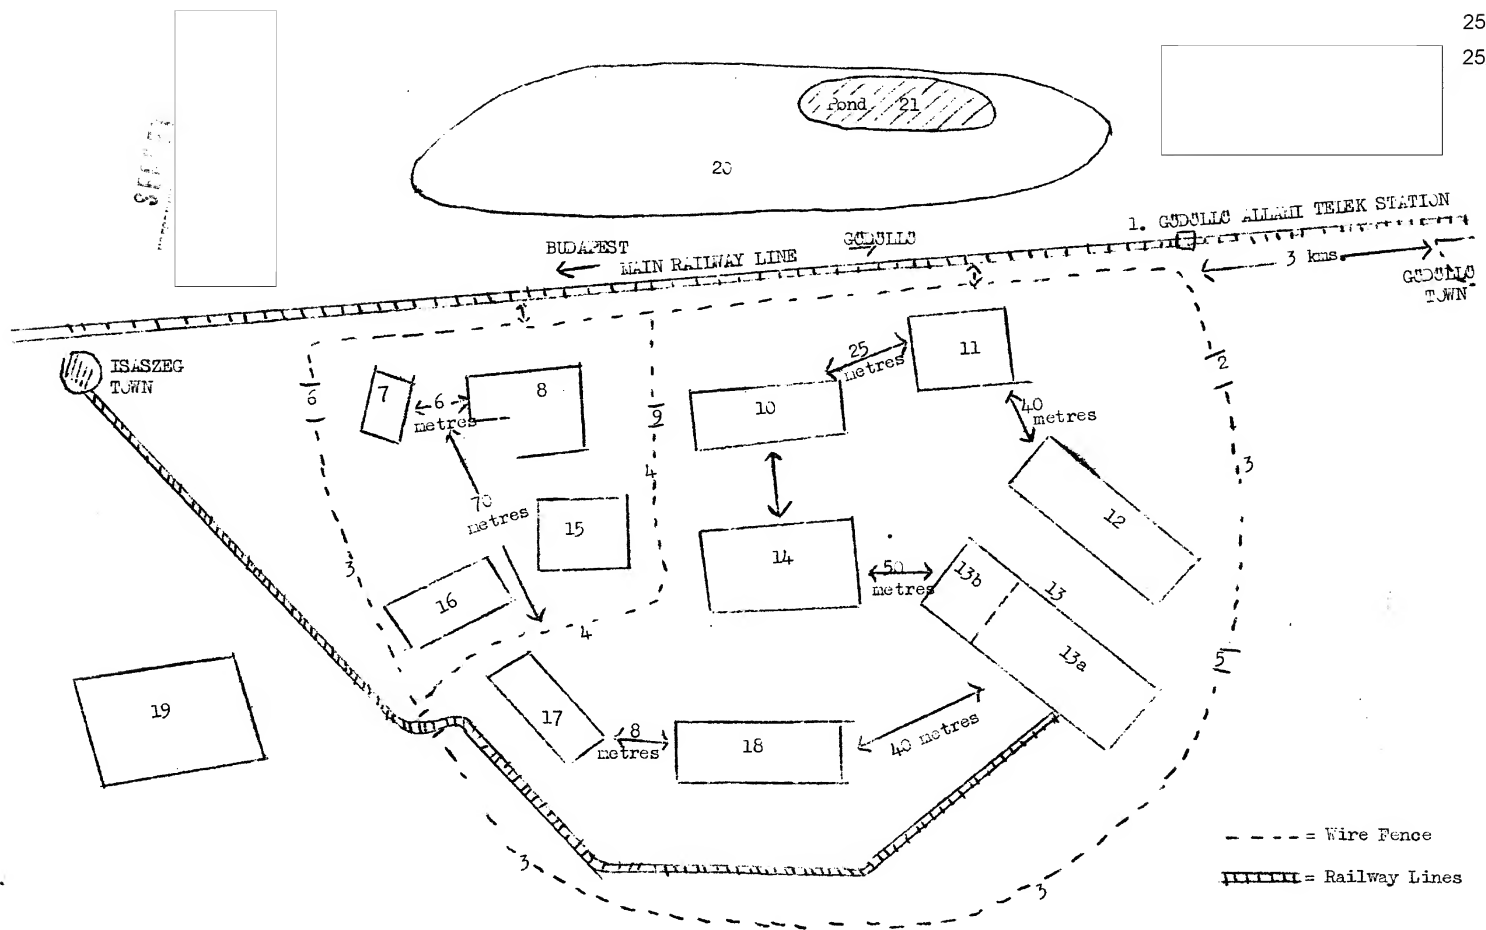 25
25
Pond 21
20
1. GÖDÖLLÖ ALLAMI TELEK STATION
BUDAPEST
GÖDÖLLÖ
MAIN RAILWAY LINE
3 kms.
GÖDÖLLÖ
TOWN
ISASZEG
TOWN
7
6
metres
8
6
9
4
10
25
metres
11
2
40
metres
3
12
70
metres
15
14
50
metres
13b
13
13a
3
16
4
5
19
17
8
metres
18
40 metres
3
3
- - - - = Wire Fence
= Railway Lines